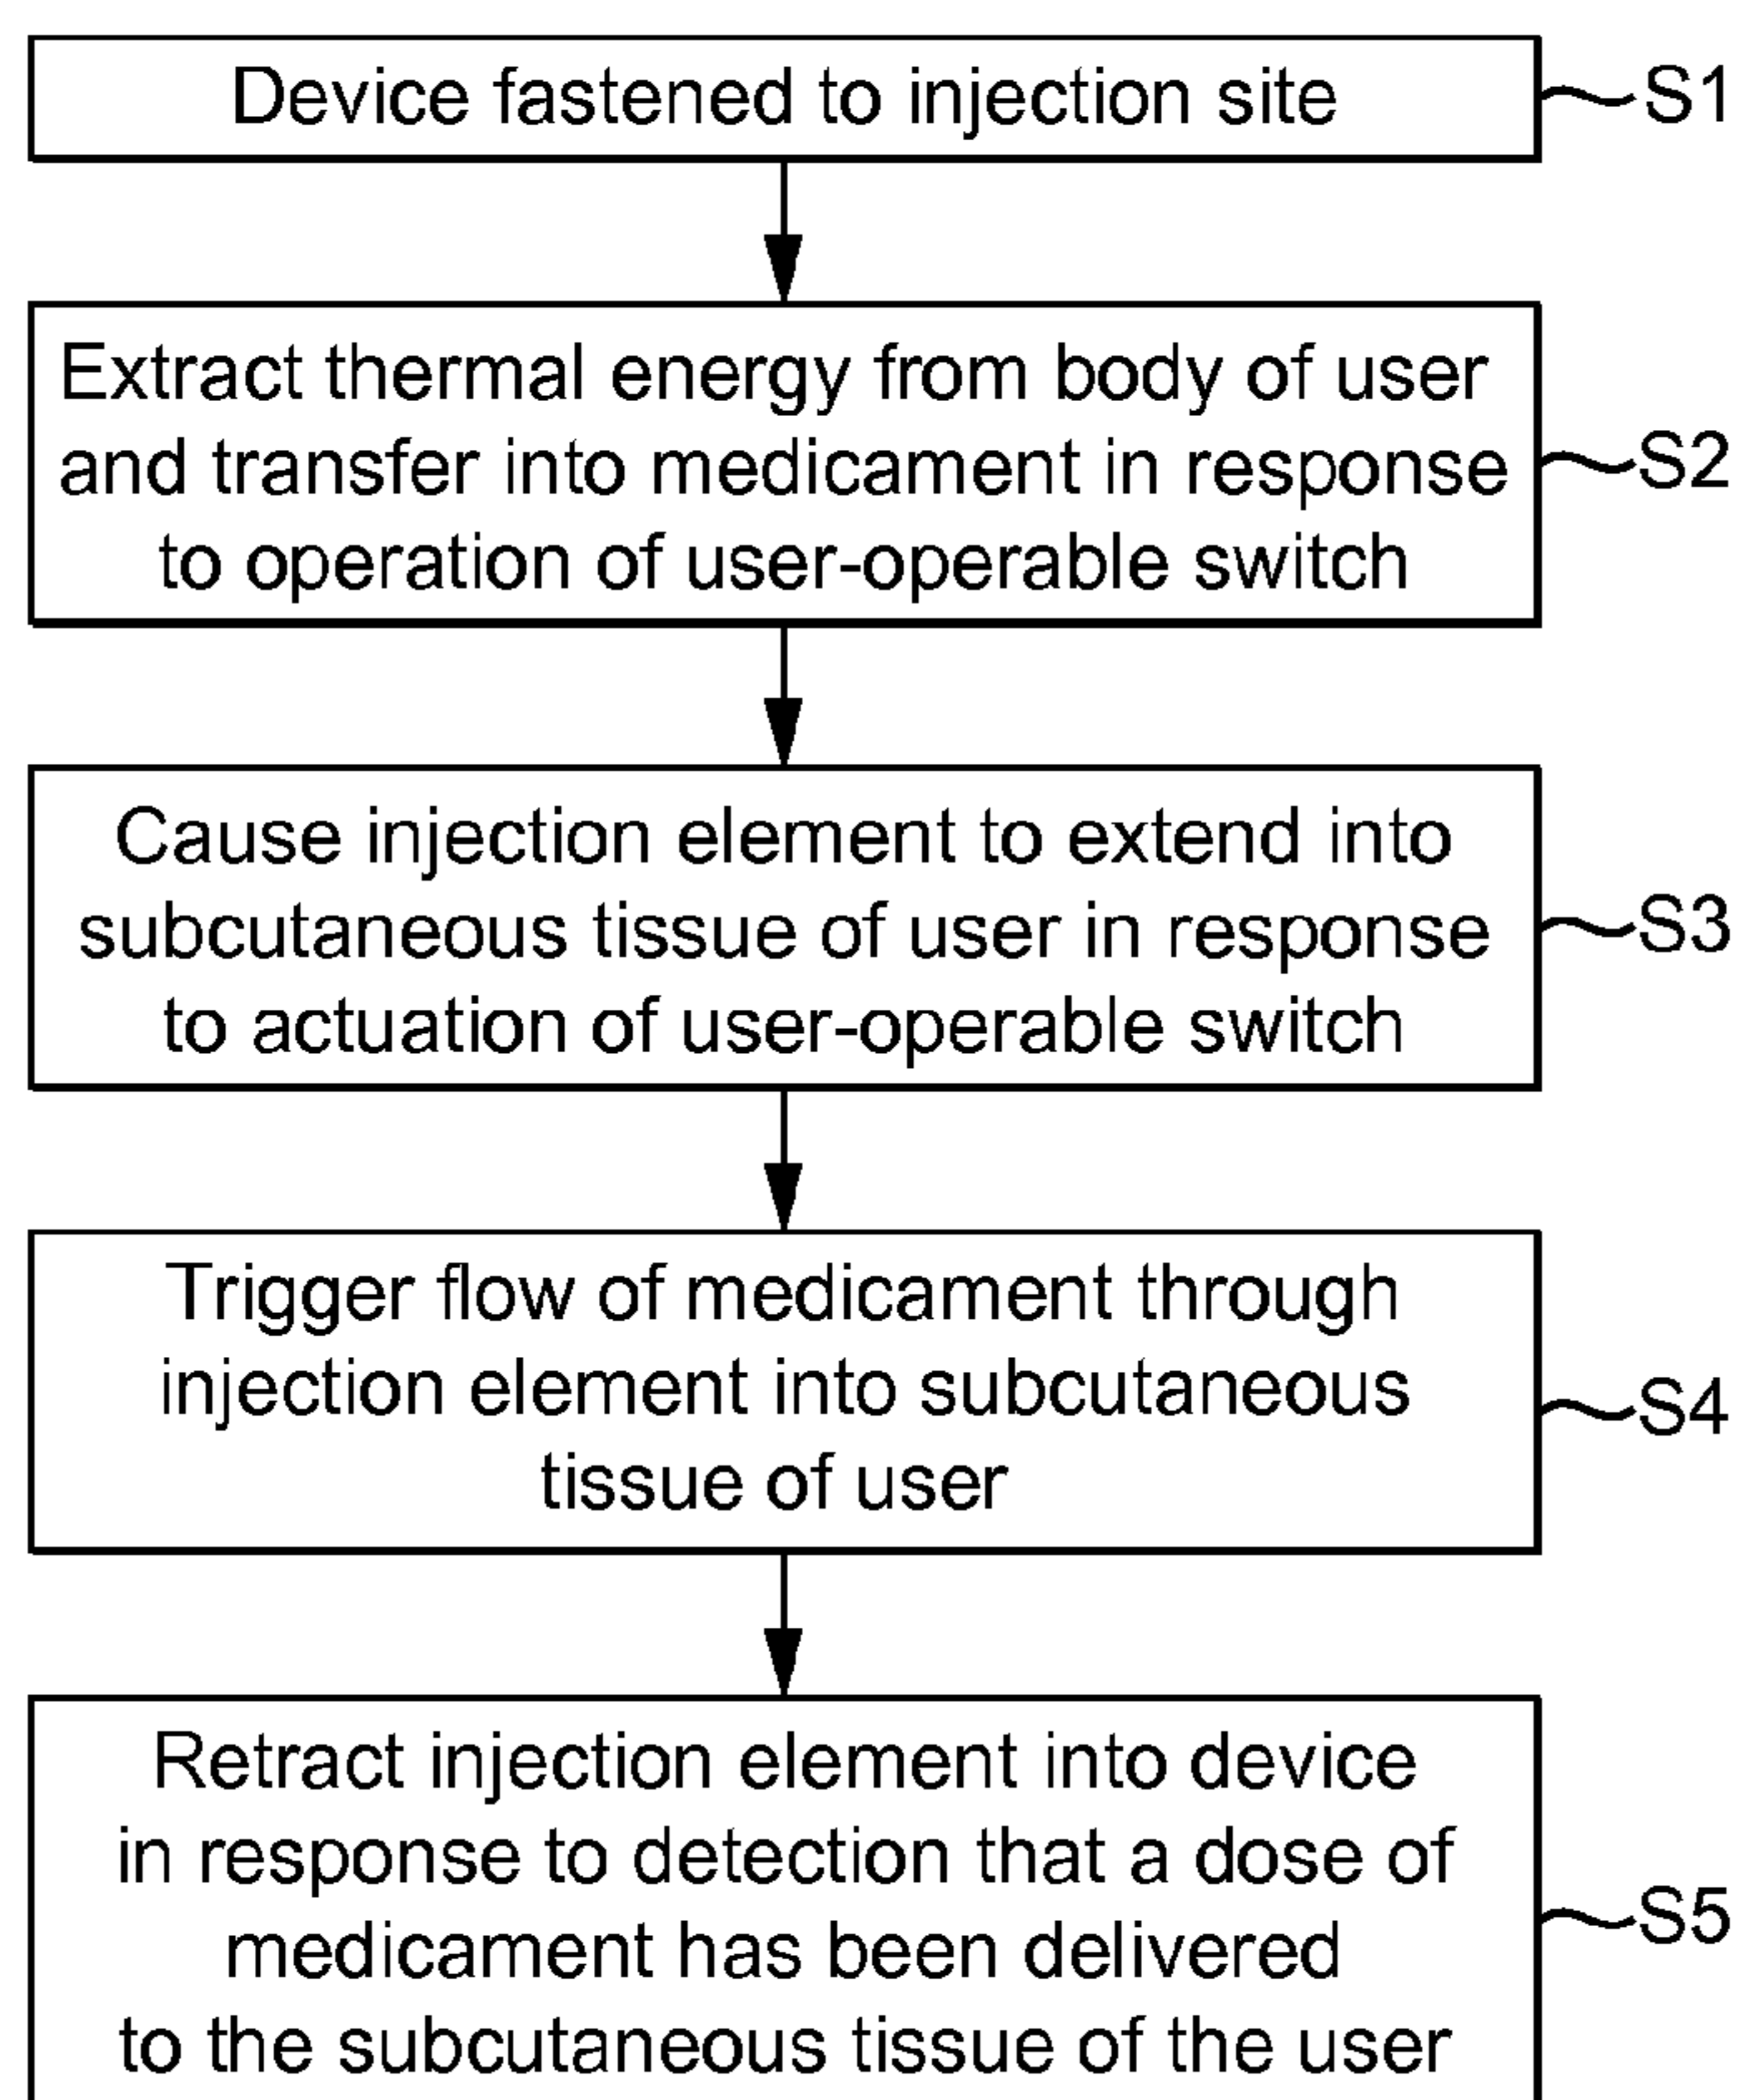 Device fastened to injection site
S1
Extract thermal energy from body of user
and transfer into medicament in response
to operation of user-operable switch
S2
Cause injection element to extend into
subcutaneous tissue of user in response
to actuation of user-operable switch
S3
Trigger flow of medicament through
injection element into subcutaneous
tissue of user
S4
Retract injection element into device
in response to detection that a dose of
medicament has been delivered
to the subcutaneous tissue of the user
S5